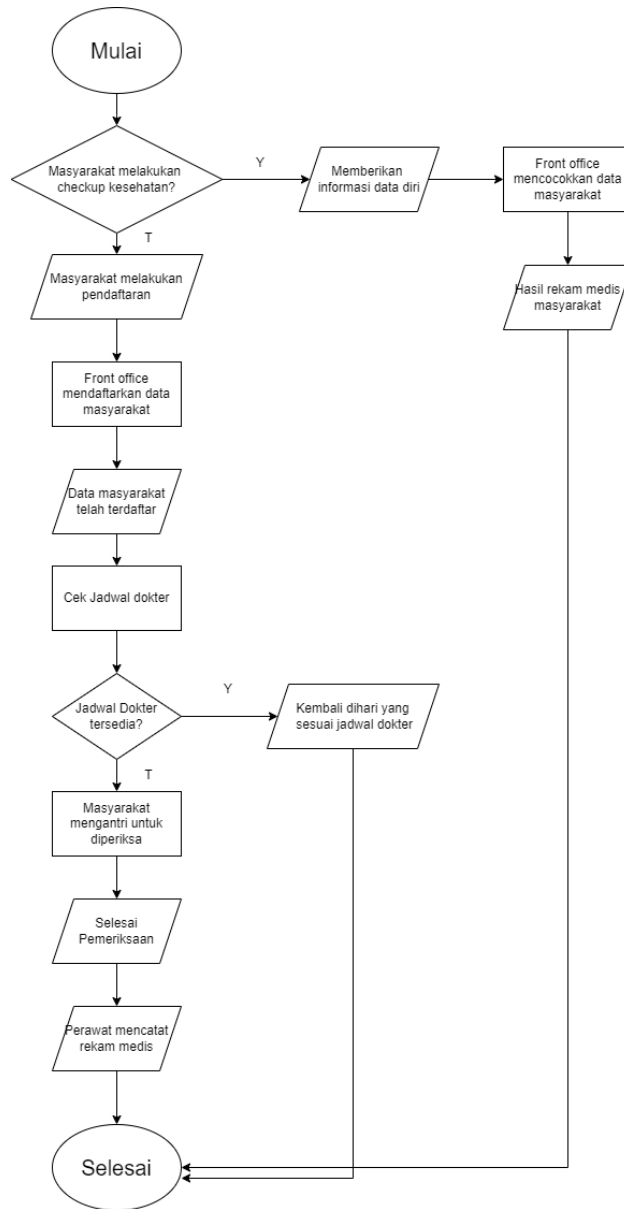 Mulai
Masyarakat melakukan
checkup kesehatan?
Y
Memberikan
informasi data diri
Front office
mencocokkan data
masyarakat
T
Masyarakat melakukan
pendaftaran
Hasil rekam medis
masyarakat
Front office
mendaftarkan data
masyarakat
Data masyarakat
telah terdaftar
Cek Jadwal dokter
Jadwal Dokter
tersedia?
Y
Kembali dihari yang
sesuai jadwal dokter
T
Masyarakat
mengantri untuk
diperiksa
Selesai
Pemeriksaan
Perawat mencatat
rekam medis
Selesai